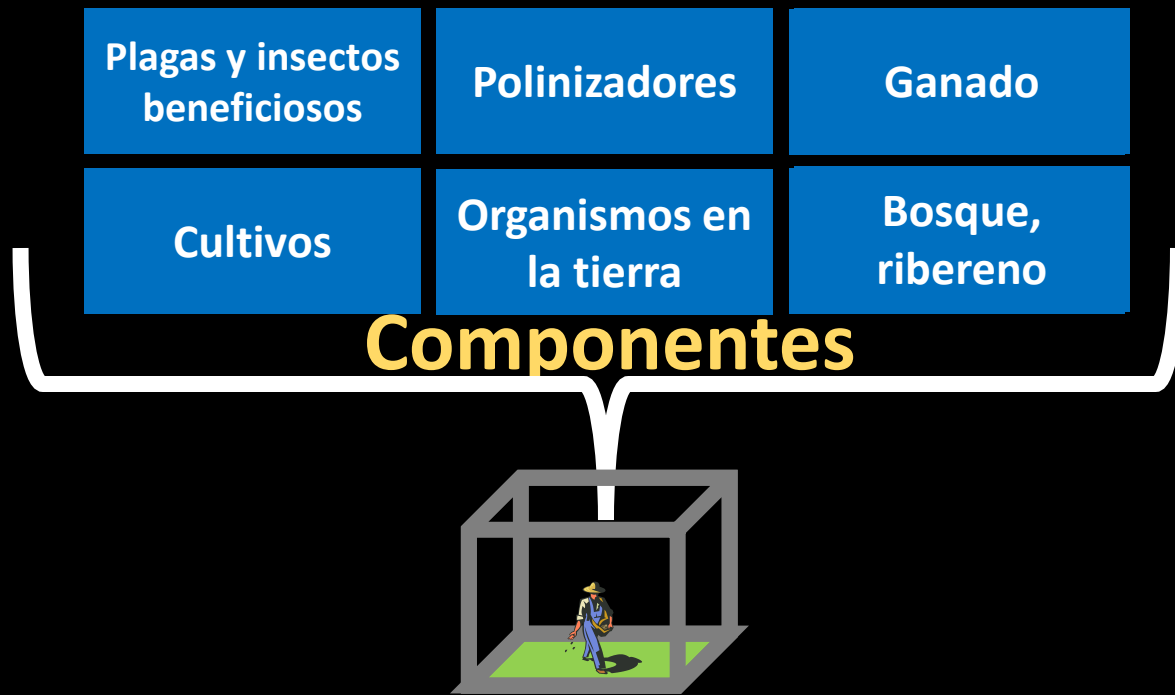 Plagas y insectos
beneficiosos
Polinizadores
Ganado
Cultivos
Organismos en
la tierra
Bosque,
ribereno
Componentes